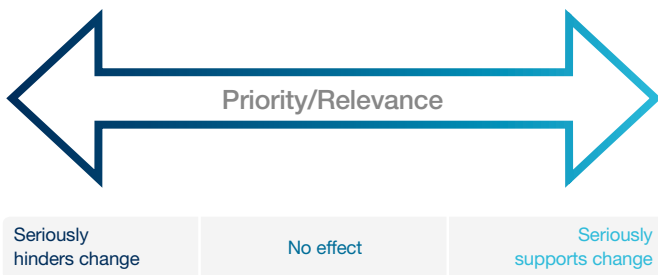 Priority/Relevance
Seriously
hinders change
No effect
Seriously
supports change